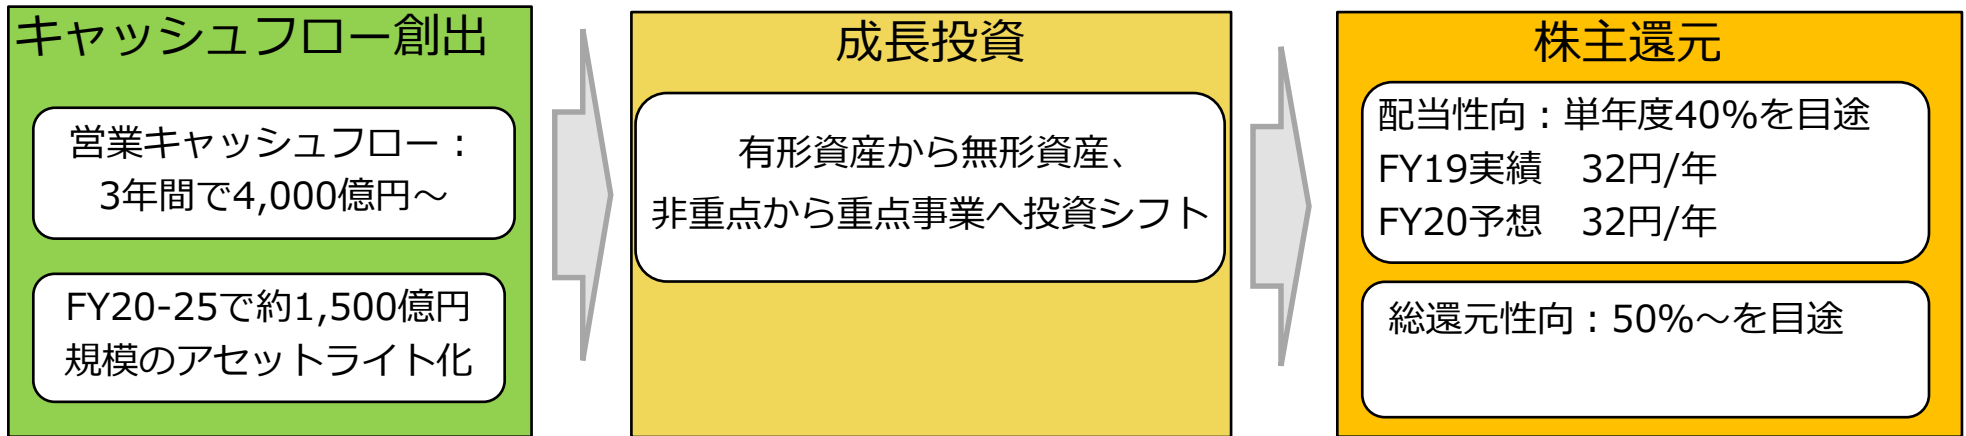 キャッシュフロー創出
営業キャッシュフロー：
3年間で4,000億円～
FY20-25で約1,500億円
規模のアセットライト化
成長投資
有形資産から無形資産、
非重点から重点事業へ投資シフト
株主還元
配当性向：単年度40%を目途
FY19実績　32円/年
FY20予想　32円/年
総還元性向：50%～を目途